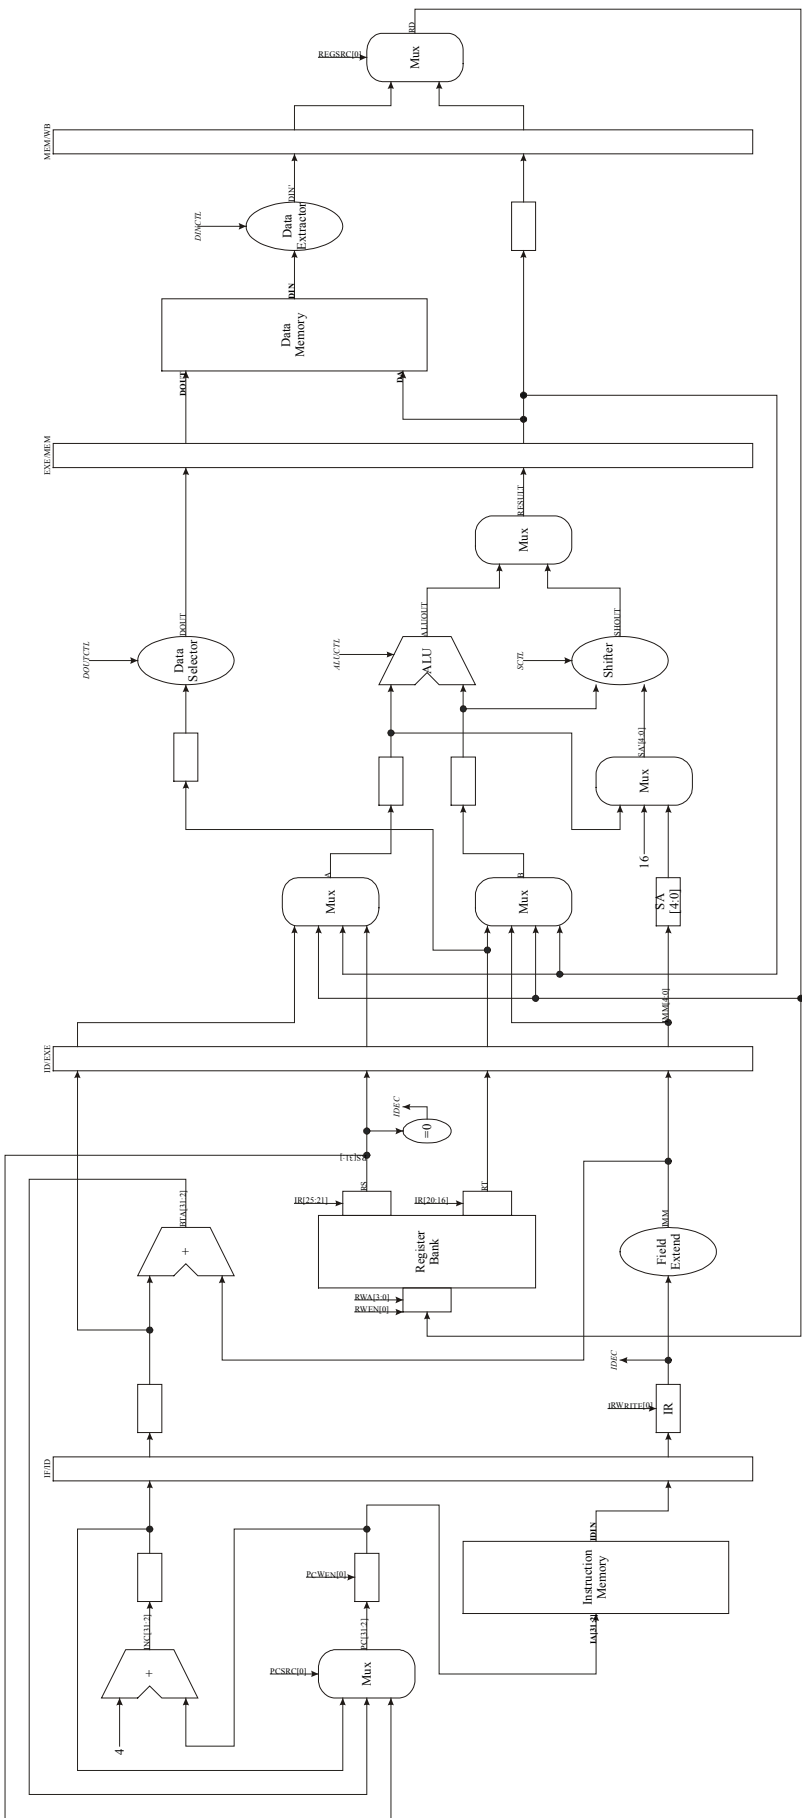 RD
REGSRC[0]
Mux
MEM/WB
DIN'
DINCTL
Data
Extractor
DIN
Data
Memory
DOUT
DA
EXE/MEM
RESULT
Mux
DOUT
ALUOUT
SHOUT
DOUTCTL
ALUCTL
SCTL
Data
Selector
ALU
Shifter
SA'[4:0]
Mux
16
A
B
Mux
Mux
SA
[4:0]
IMM[4:0]
ID/EXE
IDEC
=0
RS[31-]
BTA[31:2]
RS
RT
IR[25:21]
IR[20:16]
IMM
+
Register
Bank
Field
Extend
RWA[3:0]
RWEN[0]
IDEC
IRWRITE[0]
IR
IF/ID
IDIN
PCWEN[0]
Instruction
Memory
INC[31:2]
PC[31:2]
IA[31:2]
+
PCSRC[0]
Mux
4